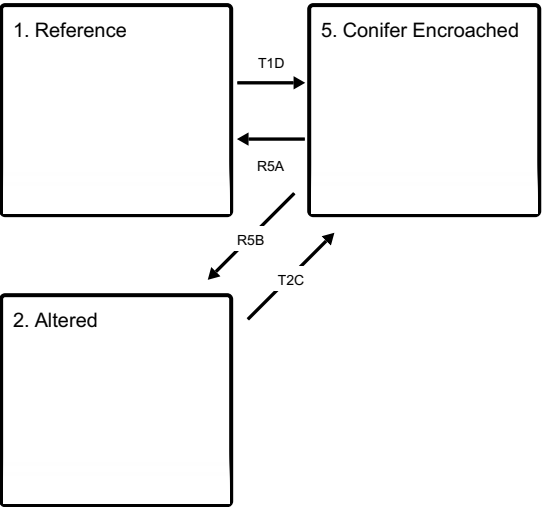 1. Reference
5. Conifer Encroached
T1D
R5A
R5B
T2C
2. Altered